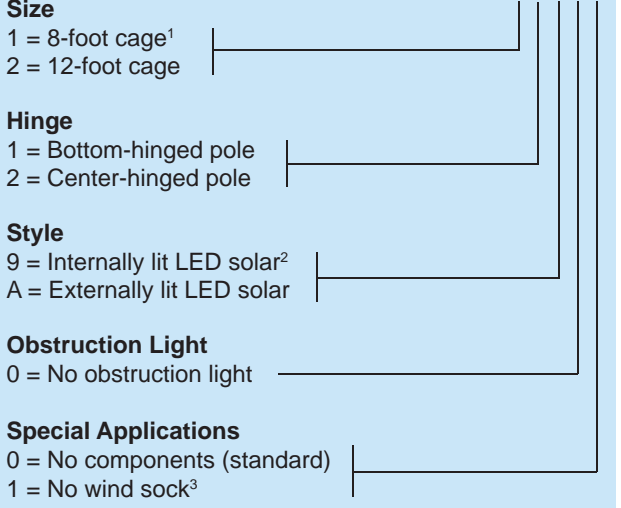 Size
1 = 8-foot cage¹
2 = 12-foot cage
Hinge
1 = Bottom-hinged pole
2 = Center-hinged pole
Style
9 = Internally lit LED solar²
A = Externally lit LED solar
Obstruction Light
0 = No obstruction light
Special Applications
0 = No components (standard)
1 = No wind sock³